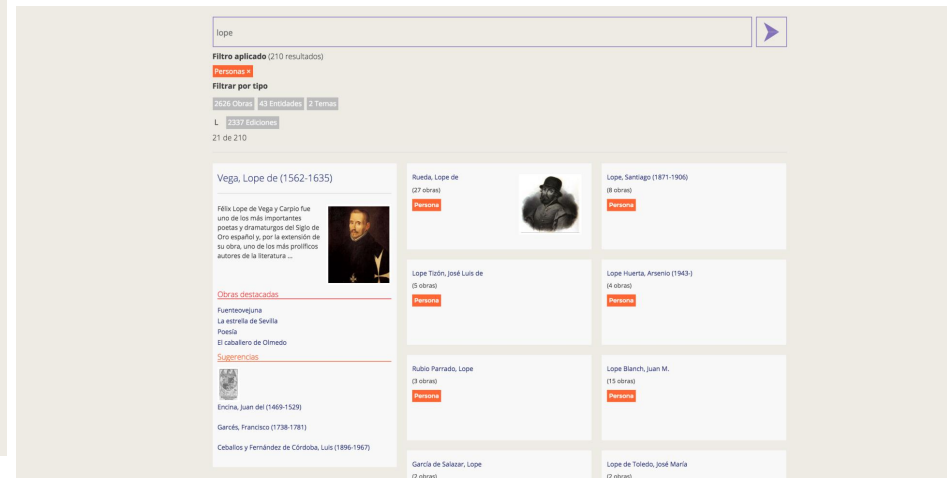 lope
Filtro aplicado (210 resultados)
Personas ×
Filtrar por tipo
2626 Obras 43 Entidades 2 Temas
L 2337 Ediciones
21 de 210
Vega, Lope de (1562-1635)
Félix Lope de Vega y Carpio fue
uno de los más importantes
poetas y dramaturgos del Siglo de
Oro español y, por la extensión de
su obra, uno de los más prolíficos
autores de la literatura ...
Obras destacadas
Fuenteovejuna
La estrella de Sevilla
Poesía
El caballero de Olmedo
Sugerencias
Encina, Juan del (1469-1529)
Garcés, Francisco (1738-1781)
Ceballos y Fernández de Córdoba, Luis (1896-1967)
Rueda, Lope de
(27 obras)
Persona
Lope Tizón, José Luis de
(5 obras)
Persona
Rubio Parrado, Lope
(3 obras)
Persona
García de Salazar, Lope
(2 obras)
Lope, Santiago (1871-1906)
(8 obras)
Persona
Lope Huerta, Arsenio (1943-)
(4 obras)
Persona
Lope Blanch, Juan M.
(15 obras)
Persona
Lope de Toledo, José María
(2 obras)